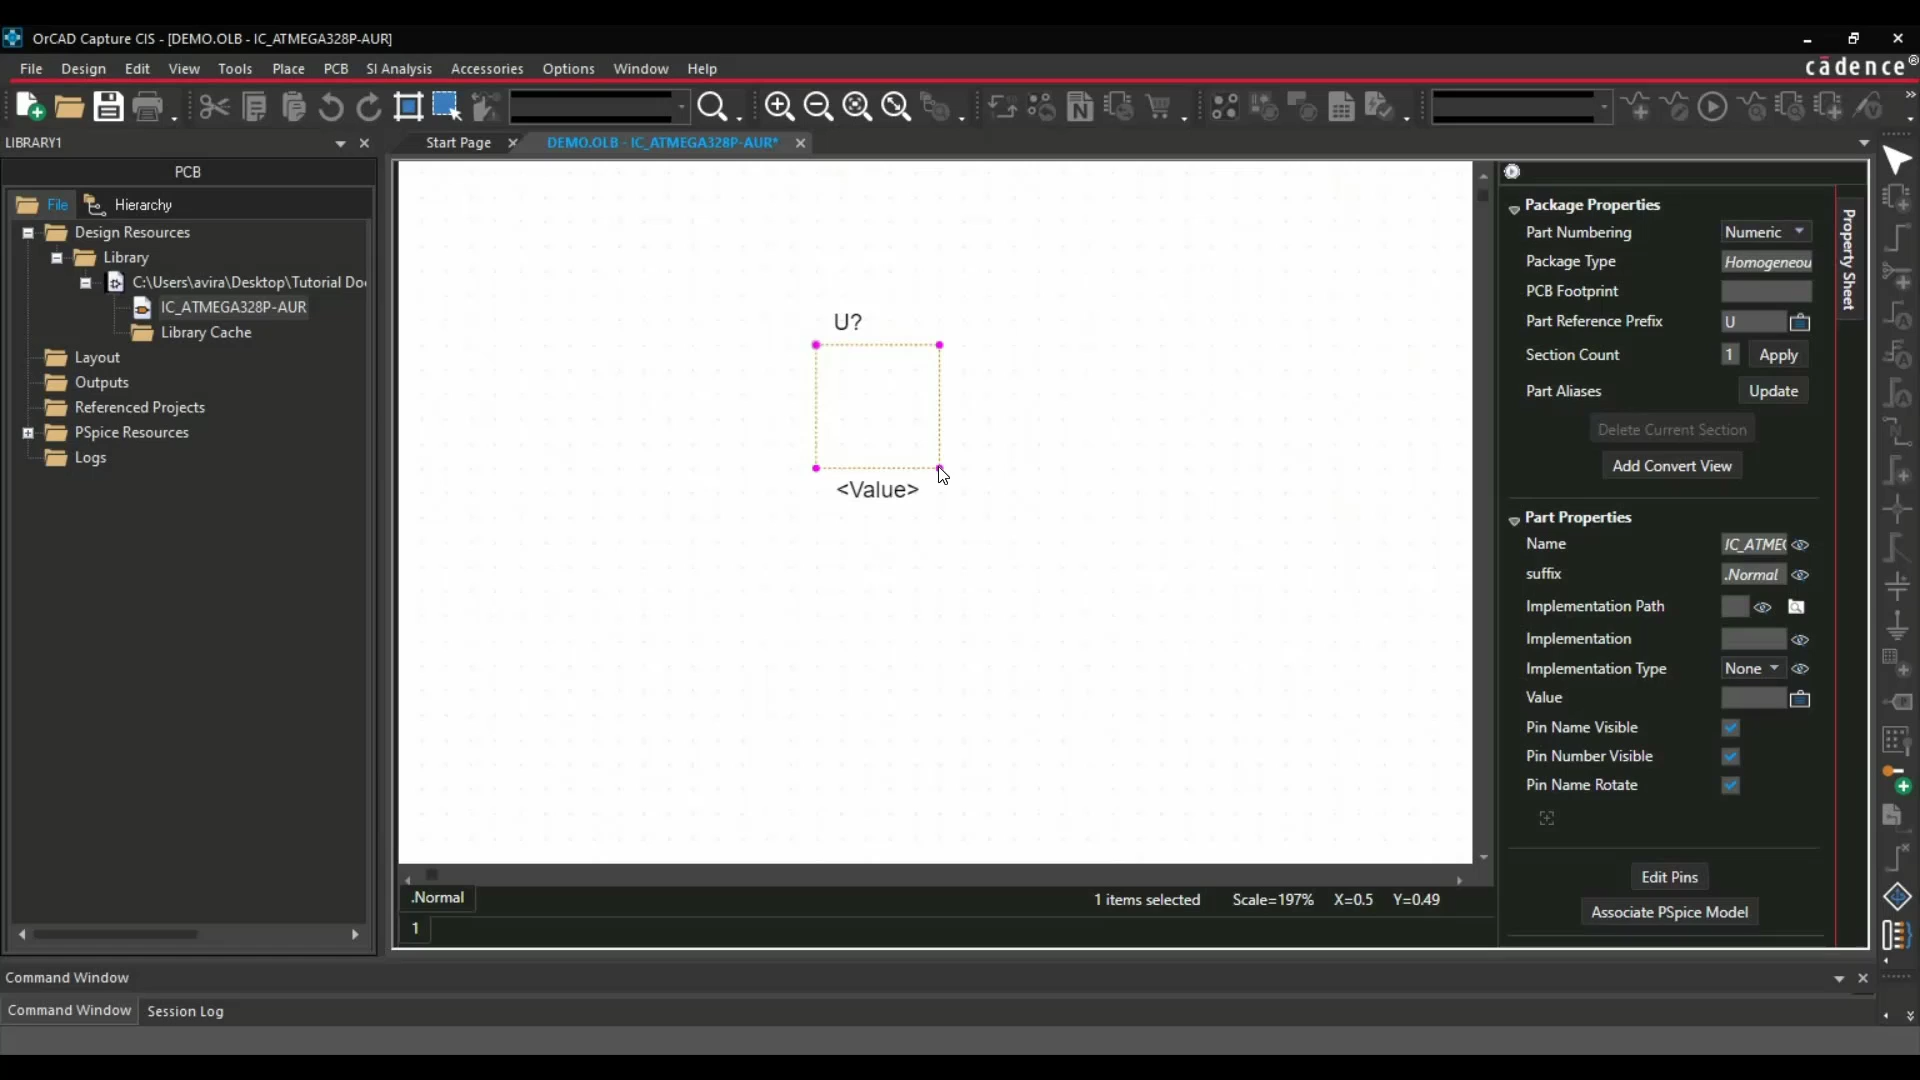 OrCAD Capture CIS - [DEMO.OLB - IC_ATMEGA328P-AUR]
File Design Edit View Tools Place PCB SI Analysis Accessories Options Window Help
cādence®
LIBRARY1
Start Page
DEMO.OLB - IC_ATMEGA328P-AUR*
PCB
File
Hierarchy
Design Resources
Library
C:\Users\avira\Desktop\Tutorial Do
IC_ATMEGA328P-AUR
Library Cache
Layout
Outputs
Referenced Projects
PSpice Resources
Logs
U?
<Value>
.Normal
1 items selected Scale=197% X=0.5 Y=0.49
1
Property Sheet
Package Properties
Part Numbering Numeric
Package Type Homogeneou
PCB Footprint
Part Reference Prefix U
Section Count 1 Apply
Part Aliases Update
Delete Current Section
Add Convert View
Part Properties
Name IC_ATME
suffix .Normal
Implementation Path
Implementation
Implementation Type None
Value
Pin Name Visible
Pin Number Visible
Pin Name Rotate
Edit Pins
Associate PSpice Model
Command Window
Command Window Session Log